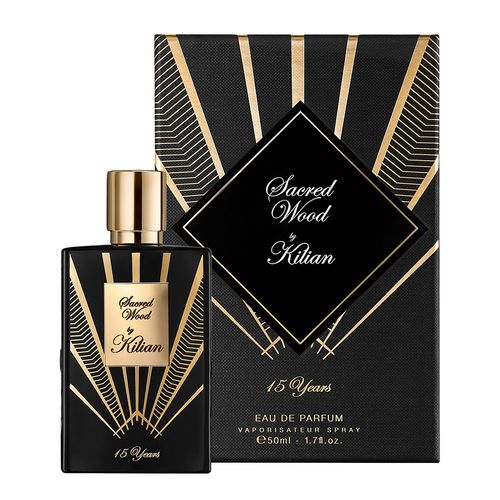 Sacred
Wood
by
Kilian
15 Years
Sacred
Wood
by
Kilian
15 Years
EAU DE PARFUM
VAPORISATEUR SPRAY
℮50ml - 1.7fl.oz.